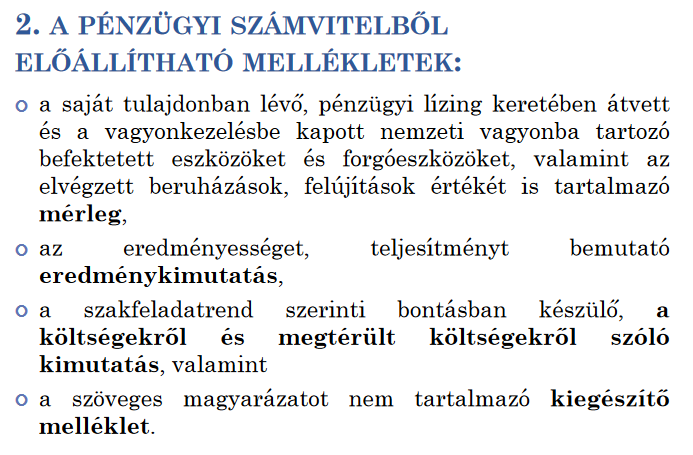 2. A PÉNZÜGYI SZÁMVITELBŐL
ELŐÁLLÍTHATÓ MELLÉKLETEK:
a saját tulajdonban lévő, pénzügyi lízing keretében átvett
és a vagyonkezelésbe kapott nemzeti vagyonba tartozó
befektetett eszközöket és forgóeszközöket, valamint az
elvégzett beruházások, felújítások értékét is tartalmazó
mérleg,
az eredményességet, teljesítményt bemutató
eredménykimutatás,
a szakfeladatrend szerinti bontásban készülő, a
költségekről és megtérült költségekről szóló
kimutatás, valamint
a szöveges magyarázatot nem tartalmazó kiegészítő
melléklet.